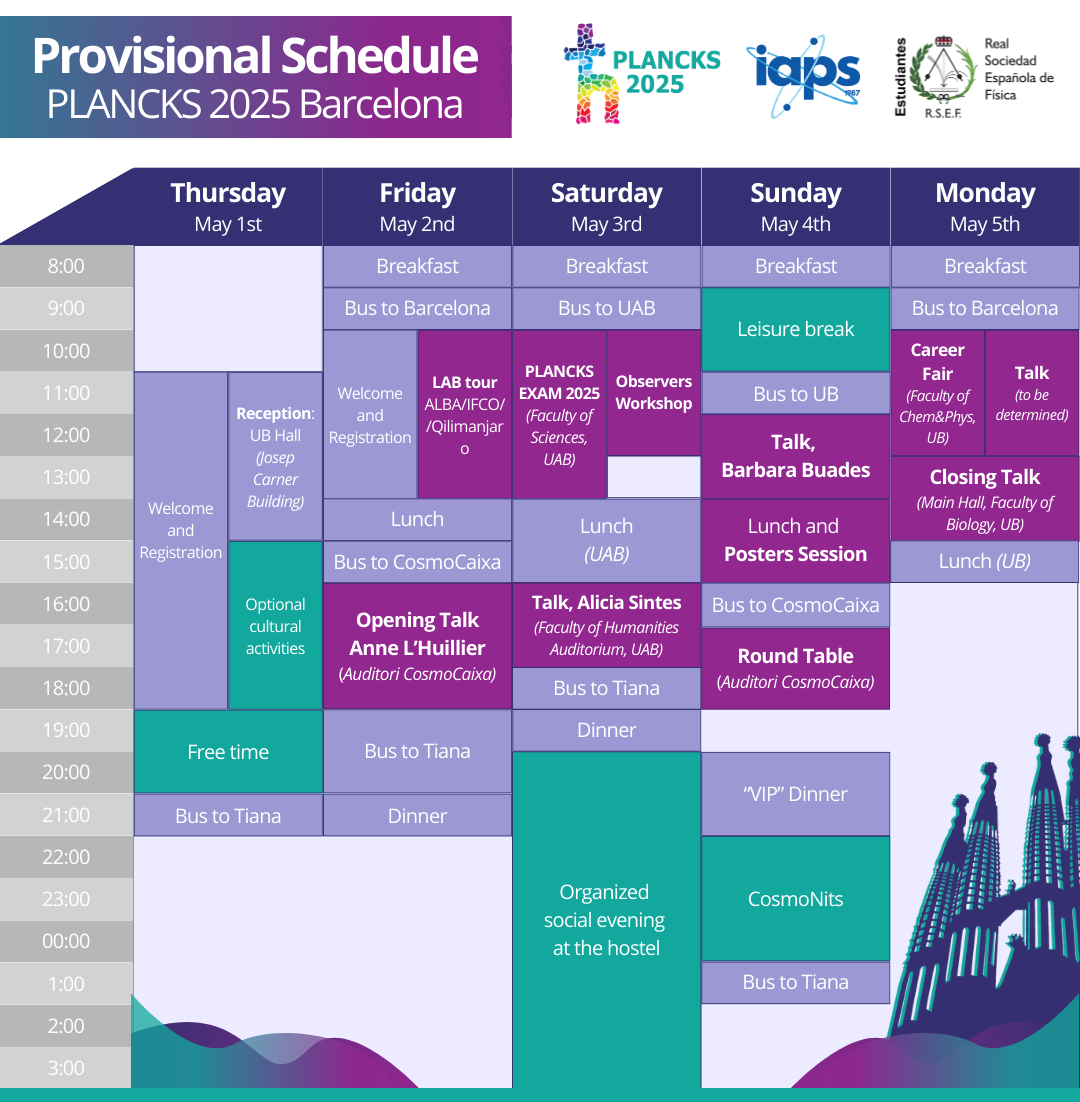 Provisional Schedule
PLANCKS 2025 Barcelona
PLANCKS
2025
iaps
1987
Estudiantes
R.S.E.F.
Real
Sociedad
Española de
Física
Thursday
May 1st
Friday
May 2nd
Saturday
May 3rd
Sunday
May 4th
Monday
May 5th
8:00
9:00
10:00
11:00
12:00
13:00
14:00
15:00
16:00
17:00
18:00
19:00
20:00
21:00
22:00
23:00
00:00
1:00
2:00
3:00
Welcome
and
Registration
Reception:
UB Hall
(Josep
Carner
Building)
Optional
cultural
activities
Free time
Bus to Tiana
Breakfast
Bus to Barcelona
Welcome
and
Registration
LAB tour
ALBA/IFCO/
/Qilimanjar
o
Lunch
Bus to CosmoCaixa
Opening Talk
Anne L’Huillier
(Auditori CosmoCaixa)
Bus to Tiana
Dinner
Breakfast
Bus to UAB
PLANCKS
EXAM 2025
(Faculty of
Sciences,
UAB)
Observers
Workshop
Lunch
(UAB)
Talk, Alicia Sintes
(Faculty of Humanities
Auditorium, UAB)
Bus to Tiana
Dinner
Organized
social evening
at the hostel
Breakfast
Leisure break
Bus to UB
Talk,
Barbara Buades
Lunch and
Posters Session
Bus to CosmoCaixa
Round Table
(Auditori CosmoCaixa)
“VIP” Dinner
CosmoNits
Bus to Tiana
Breakfast
Bus to Barcelona
Career
Fair
(Faculty of
Chem&Phys,
UB)
Talk
(to be
determined)
Closing Talk
(Main Hall, Faculty of
Biology, UB)
Lunch (UB)